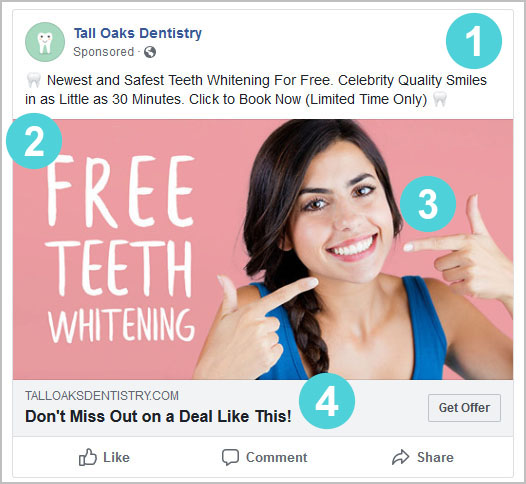 Tall Oaks Dentistry
Sponsored ·
1
🦷 Newest and Safest Teeth Whitening For Free. Celebrity Quality Smiles
in as Little as 30 Minutes. Click to Book Now (Limited Time Only) 🦷
2
FREE
TEETH
WHITENING
3
TALLOAKSDENTISTRY.COM
Don't Miss Out on a Deal Like This!
4
Get Offer
Like Comment Share